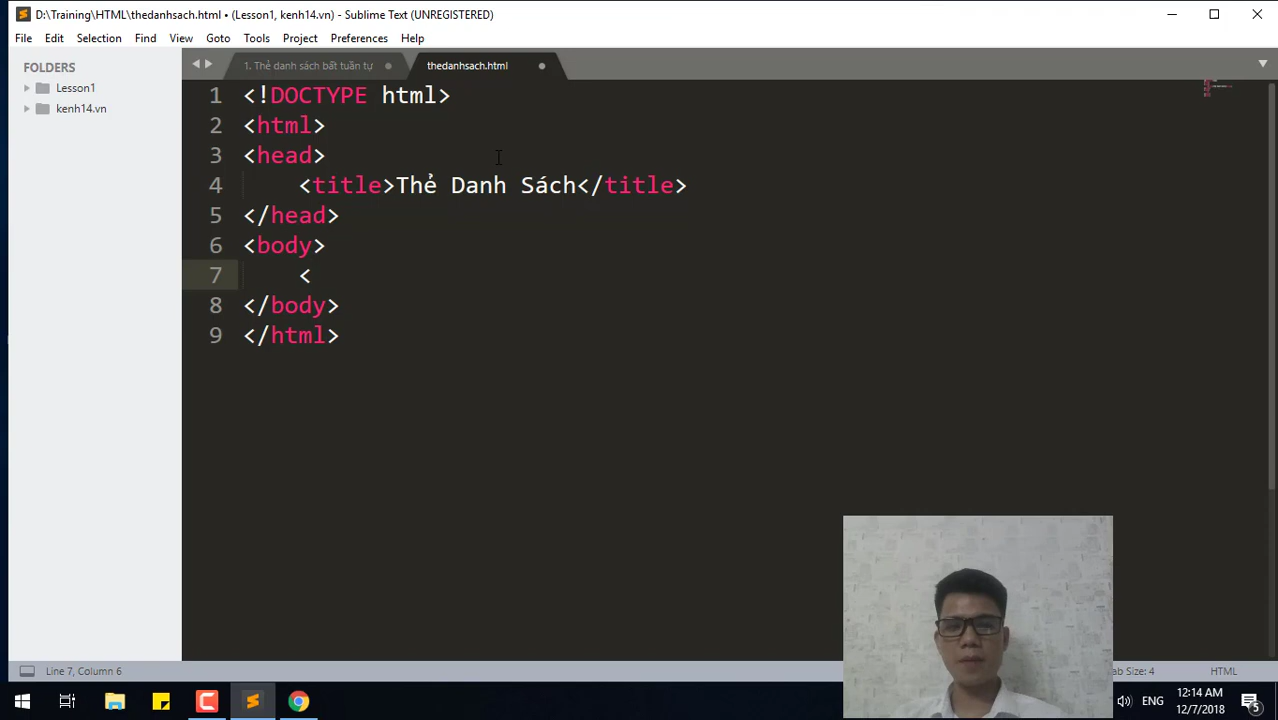 D:\Training\HTML\thedanhsach.html • (Lesson1, kenh14.vn) - Sublime Text (UNREGISTERED)
File Edit Selection Find View Goto Tools Project Preferences Help
FOLDERS
Lesson1
kenh14.vn
1. Thẻ danh sách bất tuần tự
thedanhsach.html
1 <!DOCTYPE html>
2 <html>
3 <head>
4 <title>Thẻ Danh Sách</title>
5 </head>
6 <body>
7 <
8 </body>
9 </html>
Line 7, Column 6
ab Size: 4
HTML
ENG
12:14 AM
12/7/2018
5